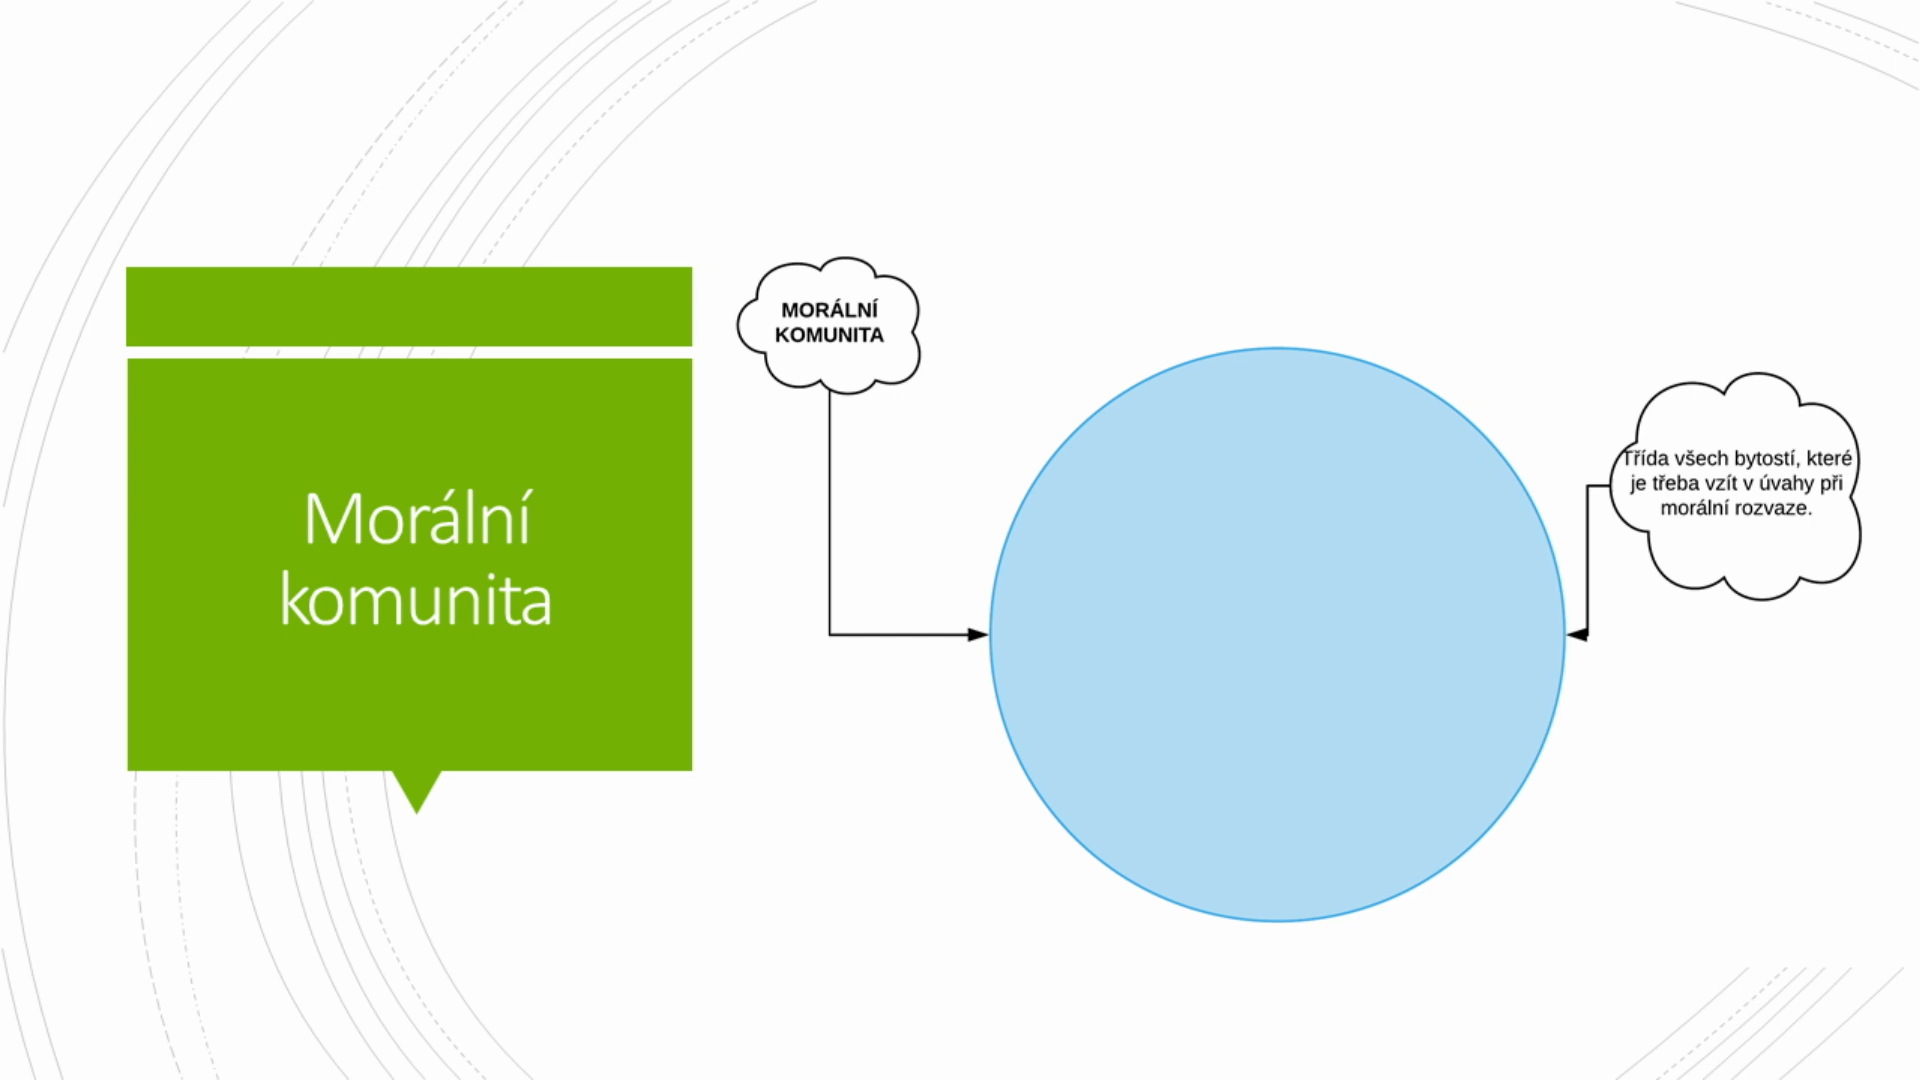 Morální
komunita
MORÁLNÍ
KOMUNITA
Třída všech bytostí, které
je třeba vzít v úvahy při
morální rozvaze.